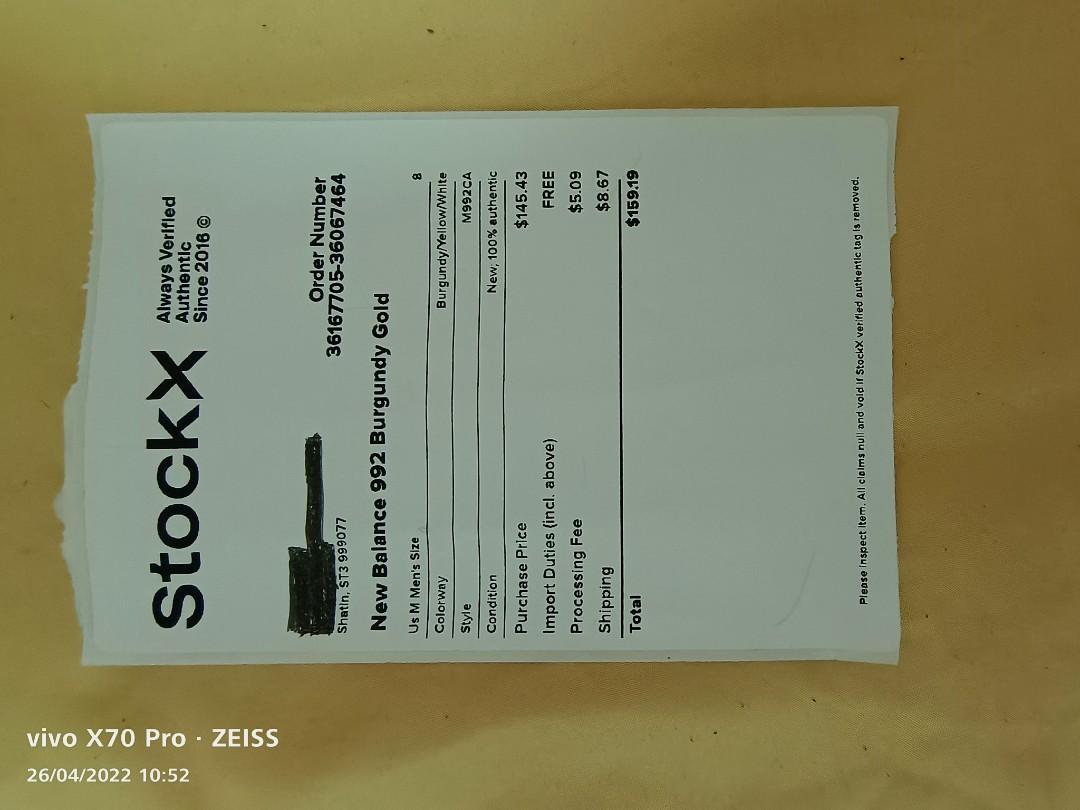 StockX
Always Verified
Authentic
Since 2016 ©
Order Number
36167705-36067464
Shatin, ST3 999077
New Balance 992 Burgundy Gold
Us M Men's Size 8
Colorway Burgundy/Yellow/White
Style M992CA
Condition New; 100% authentic
Purchase Price $145.43
Import Duties (incl. above) FREE
Processing Fee $5.09
Shipping $8.67
Total $159.19
Please inspect item. All claims null and void if StockX verified authentic tag is removed.
vivo X70 Pro · ZEISS
26/04/2022 10:52